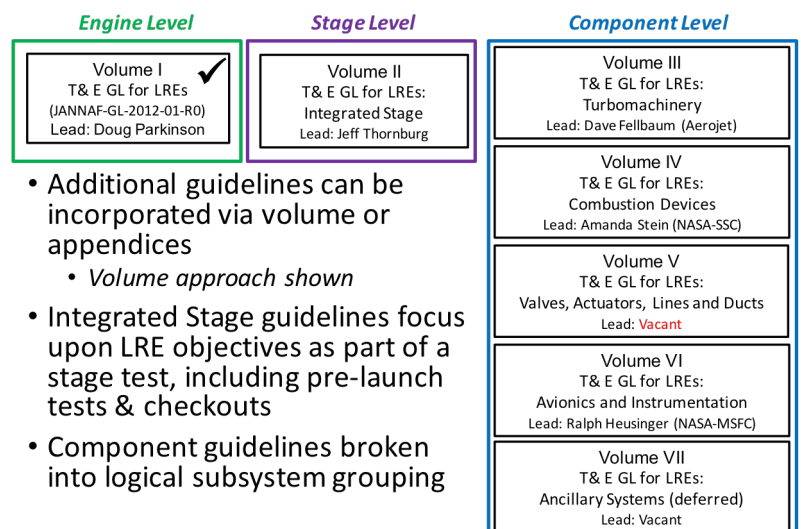 Engine Level
Stage Level
Component Level
Volume I
T& E GL for LREs
(JANNAF-GL-2012-01-R0)
Lead: Doug Parkinson
Volume II
T& E GL for LREs:
Integrated Stage
Lead: Jeff Thornburg
Volume III
T& E GL for LREs:
Turbomachinery
Lead: Dave Fellbaum (Aerojet)
Volume IV
T& E GL for LREs:
Combustion Devices
Lead: Amanda Stein (NASA-SSC)
Volume V
T& E GL for LREs:
Valves, Actuators, Lines and Ducts
Lead: Vacant
Volume VI
T& E GL for LREs:
Avionics and Instrumentation
Lead: Ralph Heusinger (NASA-MSFC)
Volume VII
T& E GL for LREs:
Ancillary Systems (deferred)
Lead: Vacant
• Additional guidelines can be
incorporated via volume or
appendices
• Volume approach shown
• Integrated Stage guidelines focus
upon LRE objectives as part of a
stage test, including pre-launch
tests & checkouts
• Component guidelines broken
into logical subsystem grouping